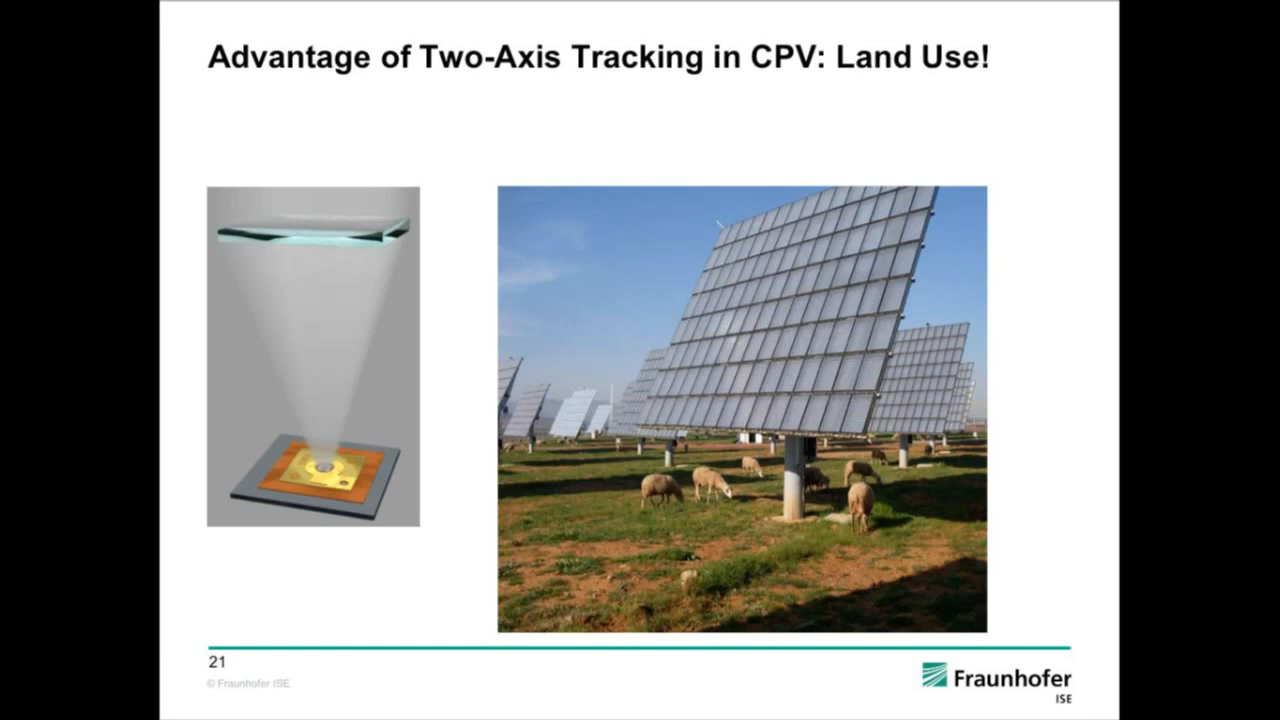 Advantage of Two-Axis Tracking in CPV: Land Use!
21
© Fraunhofer ISE
Fraunhofer
ISE